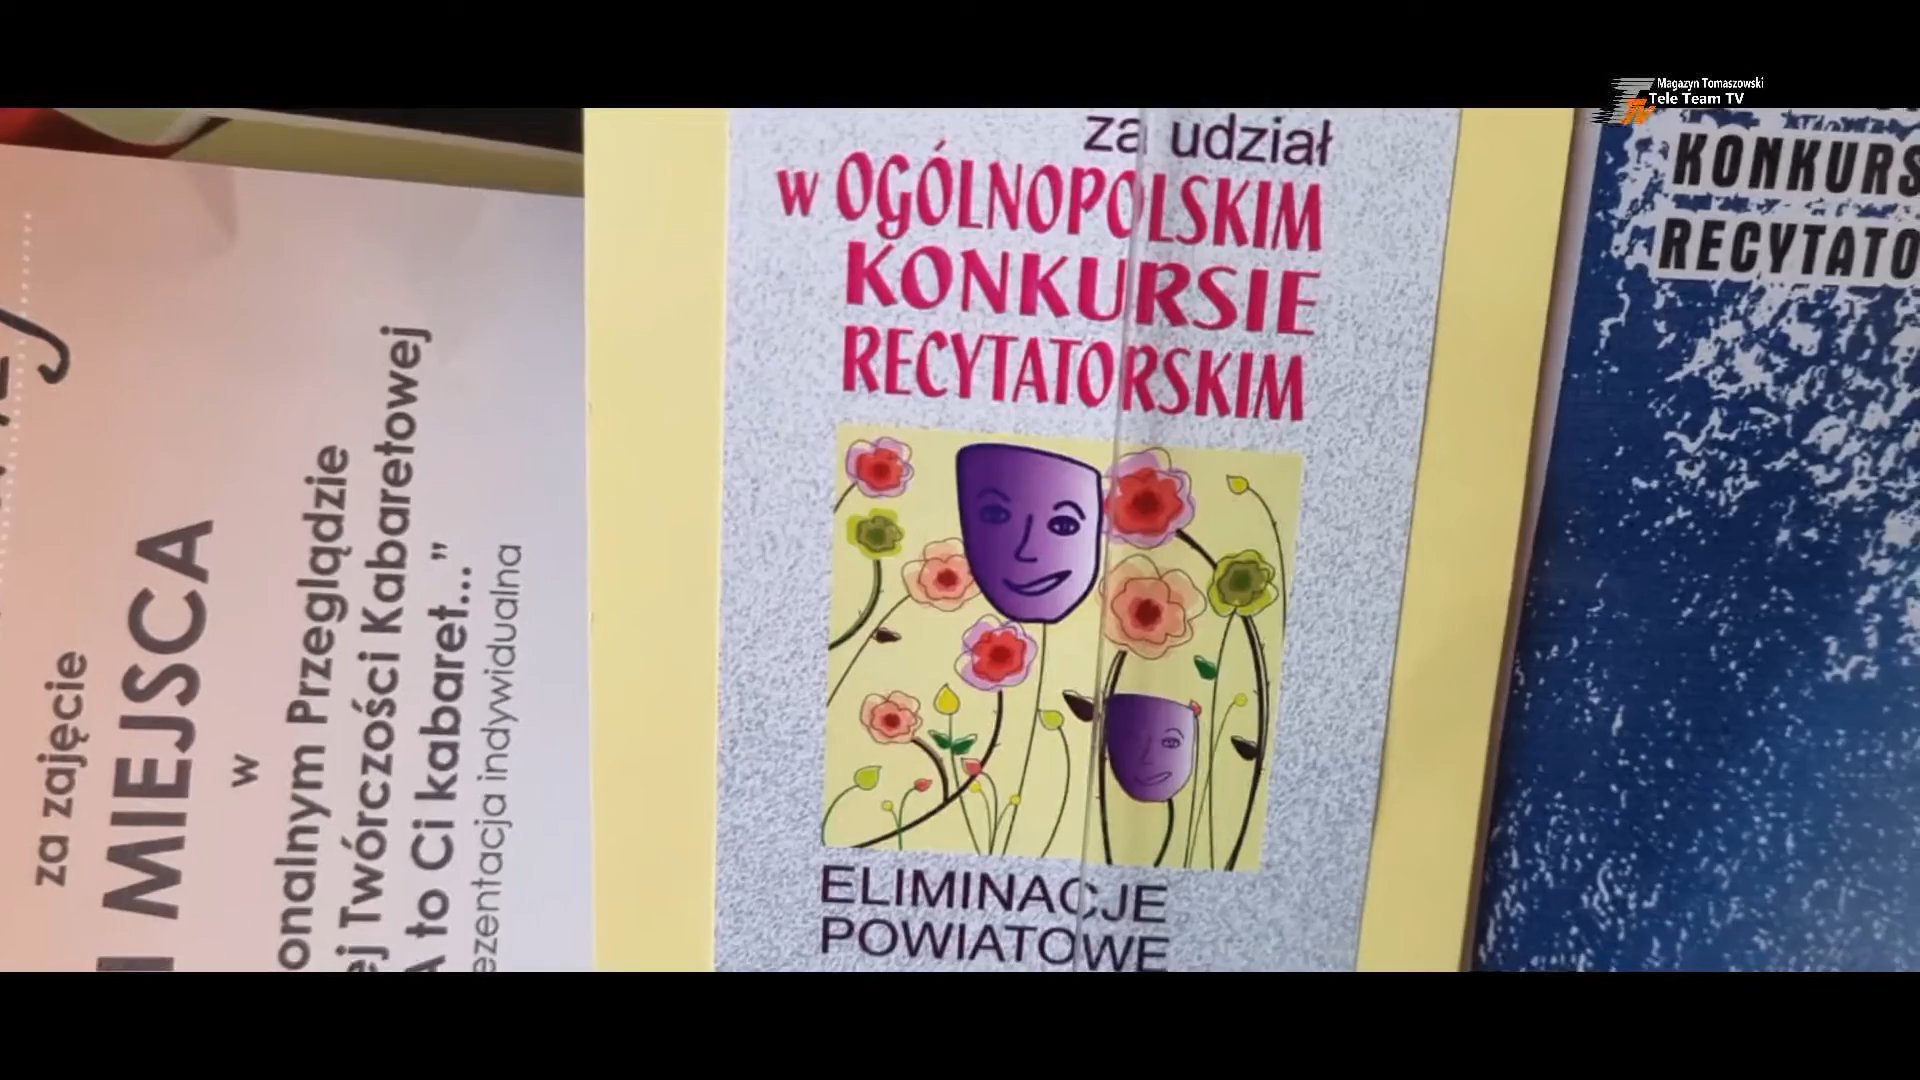 Magazyn Tomaszowski
Tele Team TV
za zajęcie
MIEJSCA
w
onalnym Przeglądzie
ej Twórczości Kabaretowej
A to Ci kabaret..."
ezentacja indywidualna
za udział
w OGÓLNOPOLSKIM
KONKURSIE
RECYTATORSKIM
ELIMINACJE
POWIATOWE
KONKURS
RECYTATO